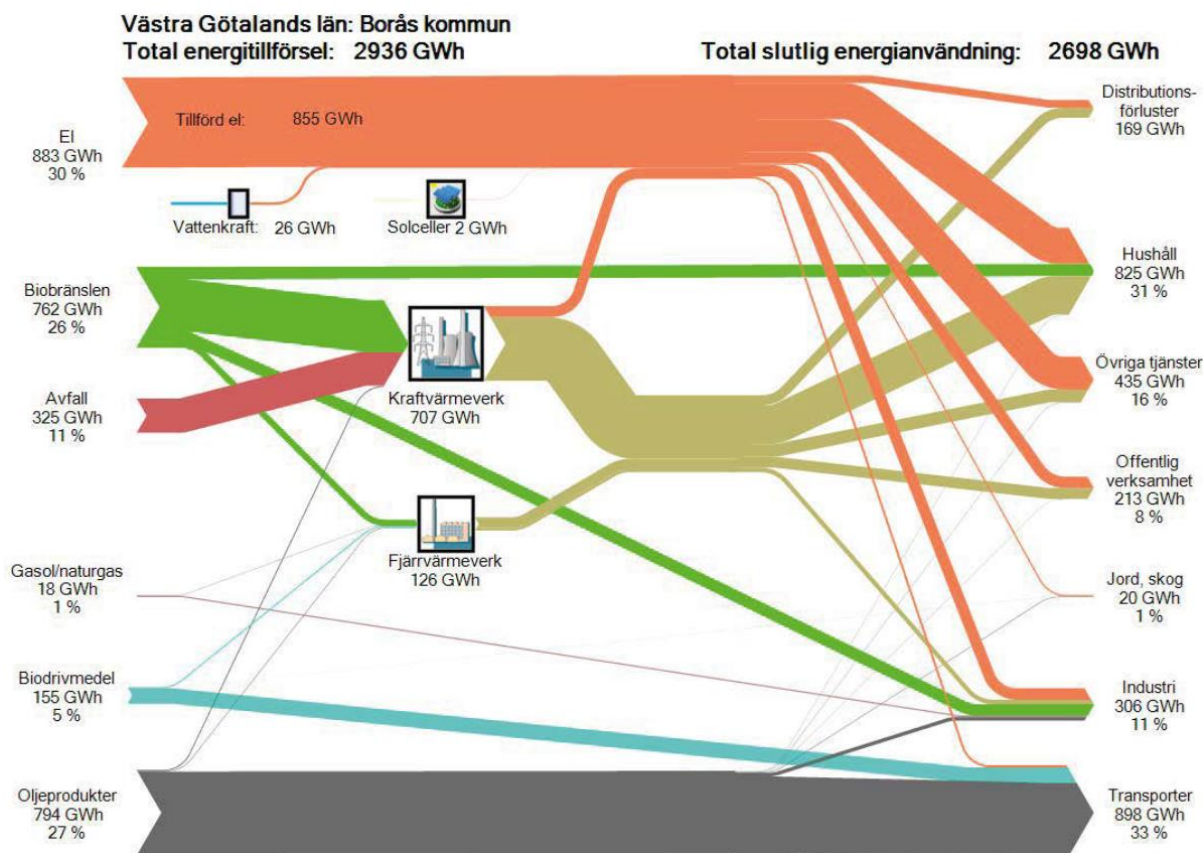 Västra Götalands län: Borås kommun
Total energitillförsel: 2936 GWh
Total slutlig energianvändning: 2698 GWh
El
883 GWh
30 %
Tillförd el: 855 GWh
Vattenkraft: 26 GWh
Solceller 2 GWh
Biobränslen
762 GWh
26 %
Avfall
325 GWh
11 %
Kraftvärmeverk
707 GWh
Fjärrvärmeverk
126 GWh
Gasol/naturgas
18 GWh
1 %
Biodrivmedel
155 GWh
5 %
Oljeprodukter
794 GWh
27 %
Distributions-
förluster
169 GWh
Hushåll
825 GWh
31 %
Övriga tjänster
435 GWh
16 %
Offentlig
verksamhet
213 GWh
8 %
Jord, skog
20 GWh
1 %
Industri
306 GWh
11 %
Transporter
898 GWh
33 %